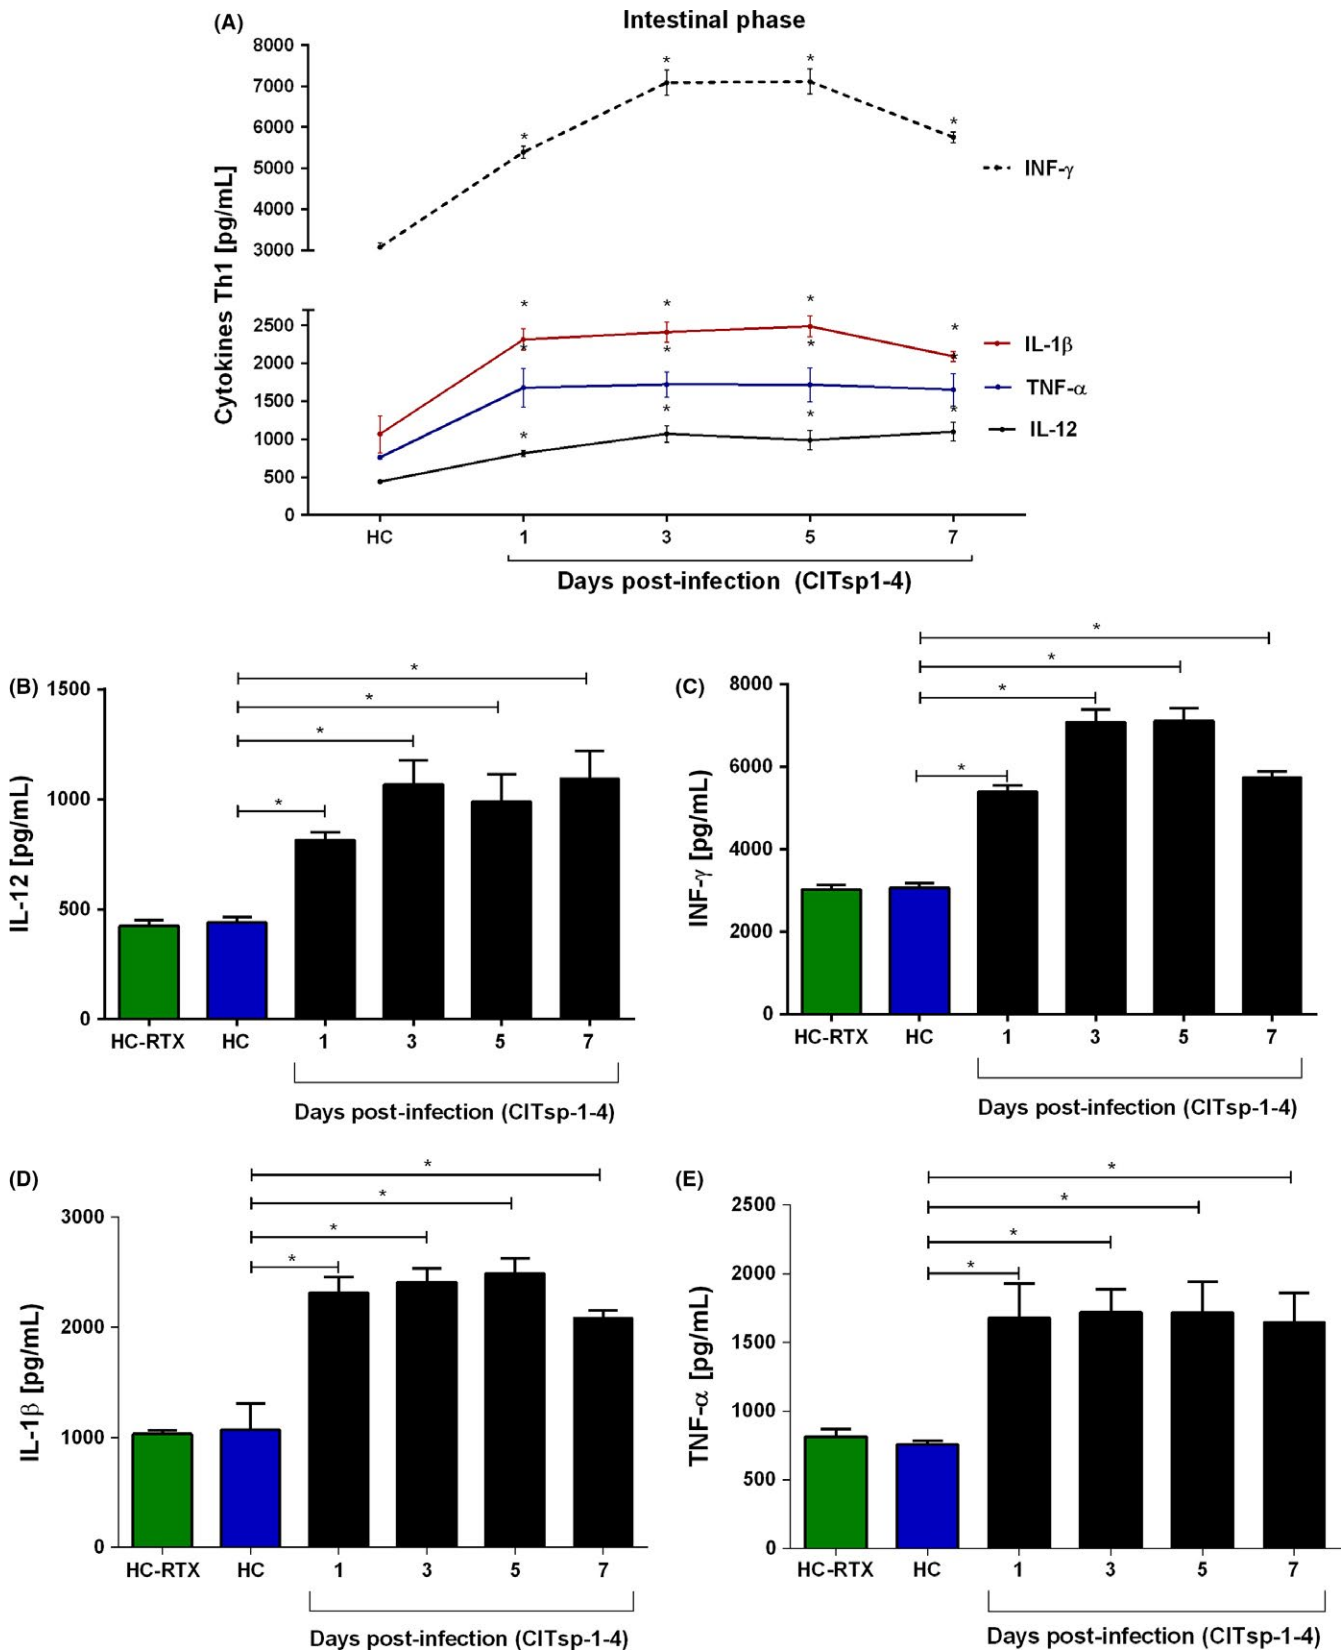 (A)
Intestinal phase
Cytokines Th1 [pg/mL]
8000
7000
6000
5000
4000
3000
2500
2000
1500
1000
500
0
* * * *
* * * *
* * * *
* * * *
INF-γ
IL-1β
TNF-α
IL-12
HC 1 3 5 7
Days post-infection (CITsp1-4)
(B)
IL-12 [pg/mL]
1500
1000
500
0
*
*
*
*
HC-RTX HC 1 3 5 7
Days post-infection (CITsp-1-4)
(C)
INF-γ [pg/mL]
8000
6000
4000
2000
0
*
*
*
*
HC-RTX HC 1 3 5 7
Days post-infection (CITsp-1-4)
(D)
IL-1β [pg/mL]
3000
2000
1000
0
*
*
*
*
HC-RTX HC 1 3 5 7
Days post-infection (CITsp-1-4)
(E)
TNF-α [pg/mL]
2500
2000
1500
1000
500
0
*
*
*
*
HC-RTX HC 1 3 5 7
Days post-infection (CITsp-1-4)